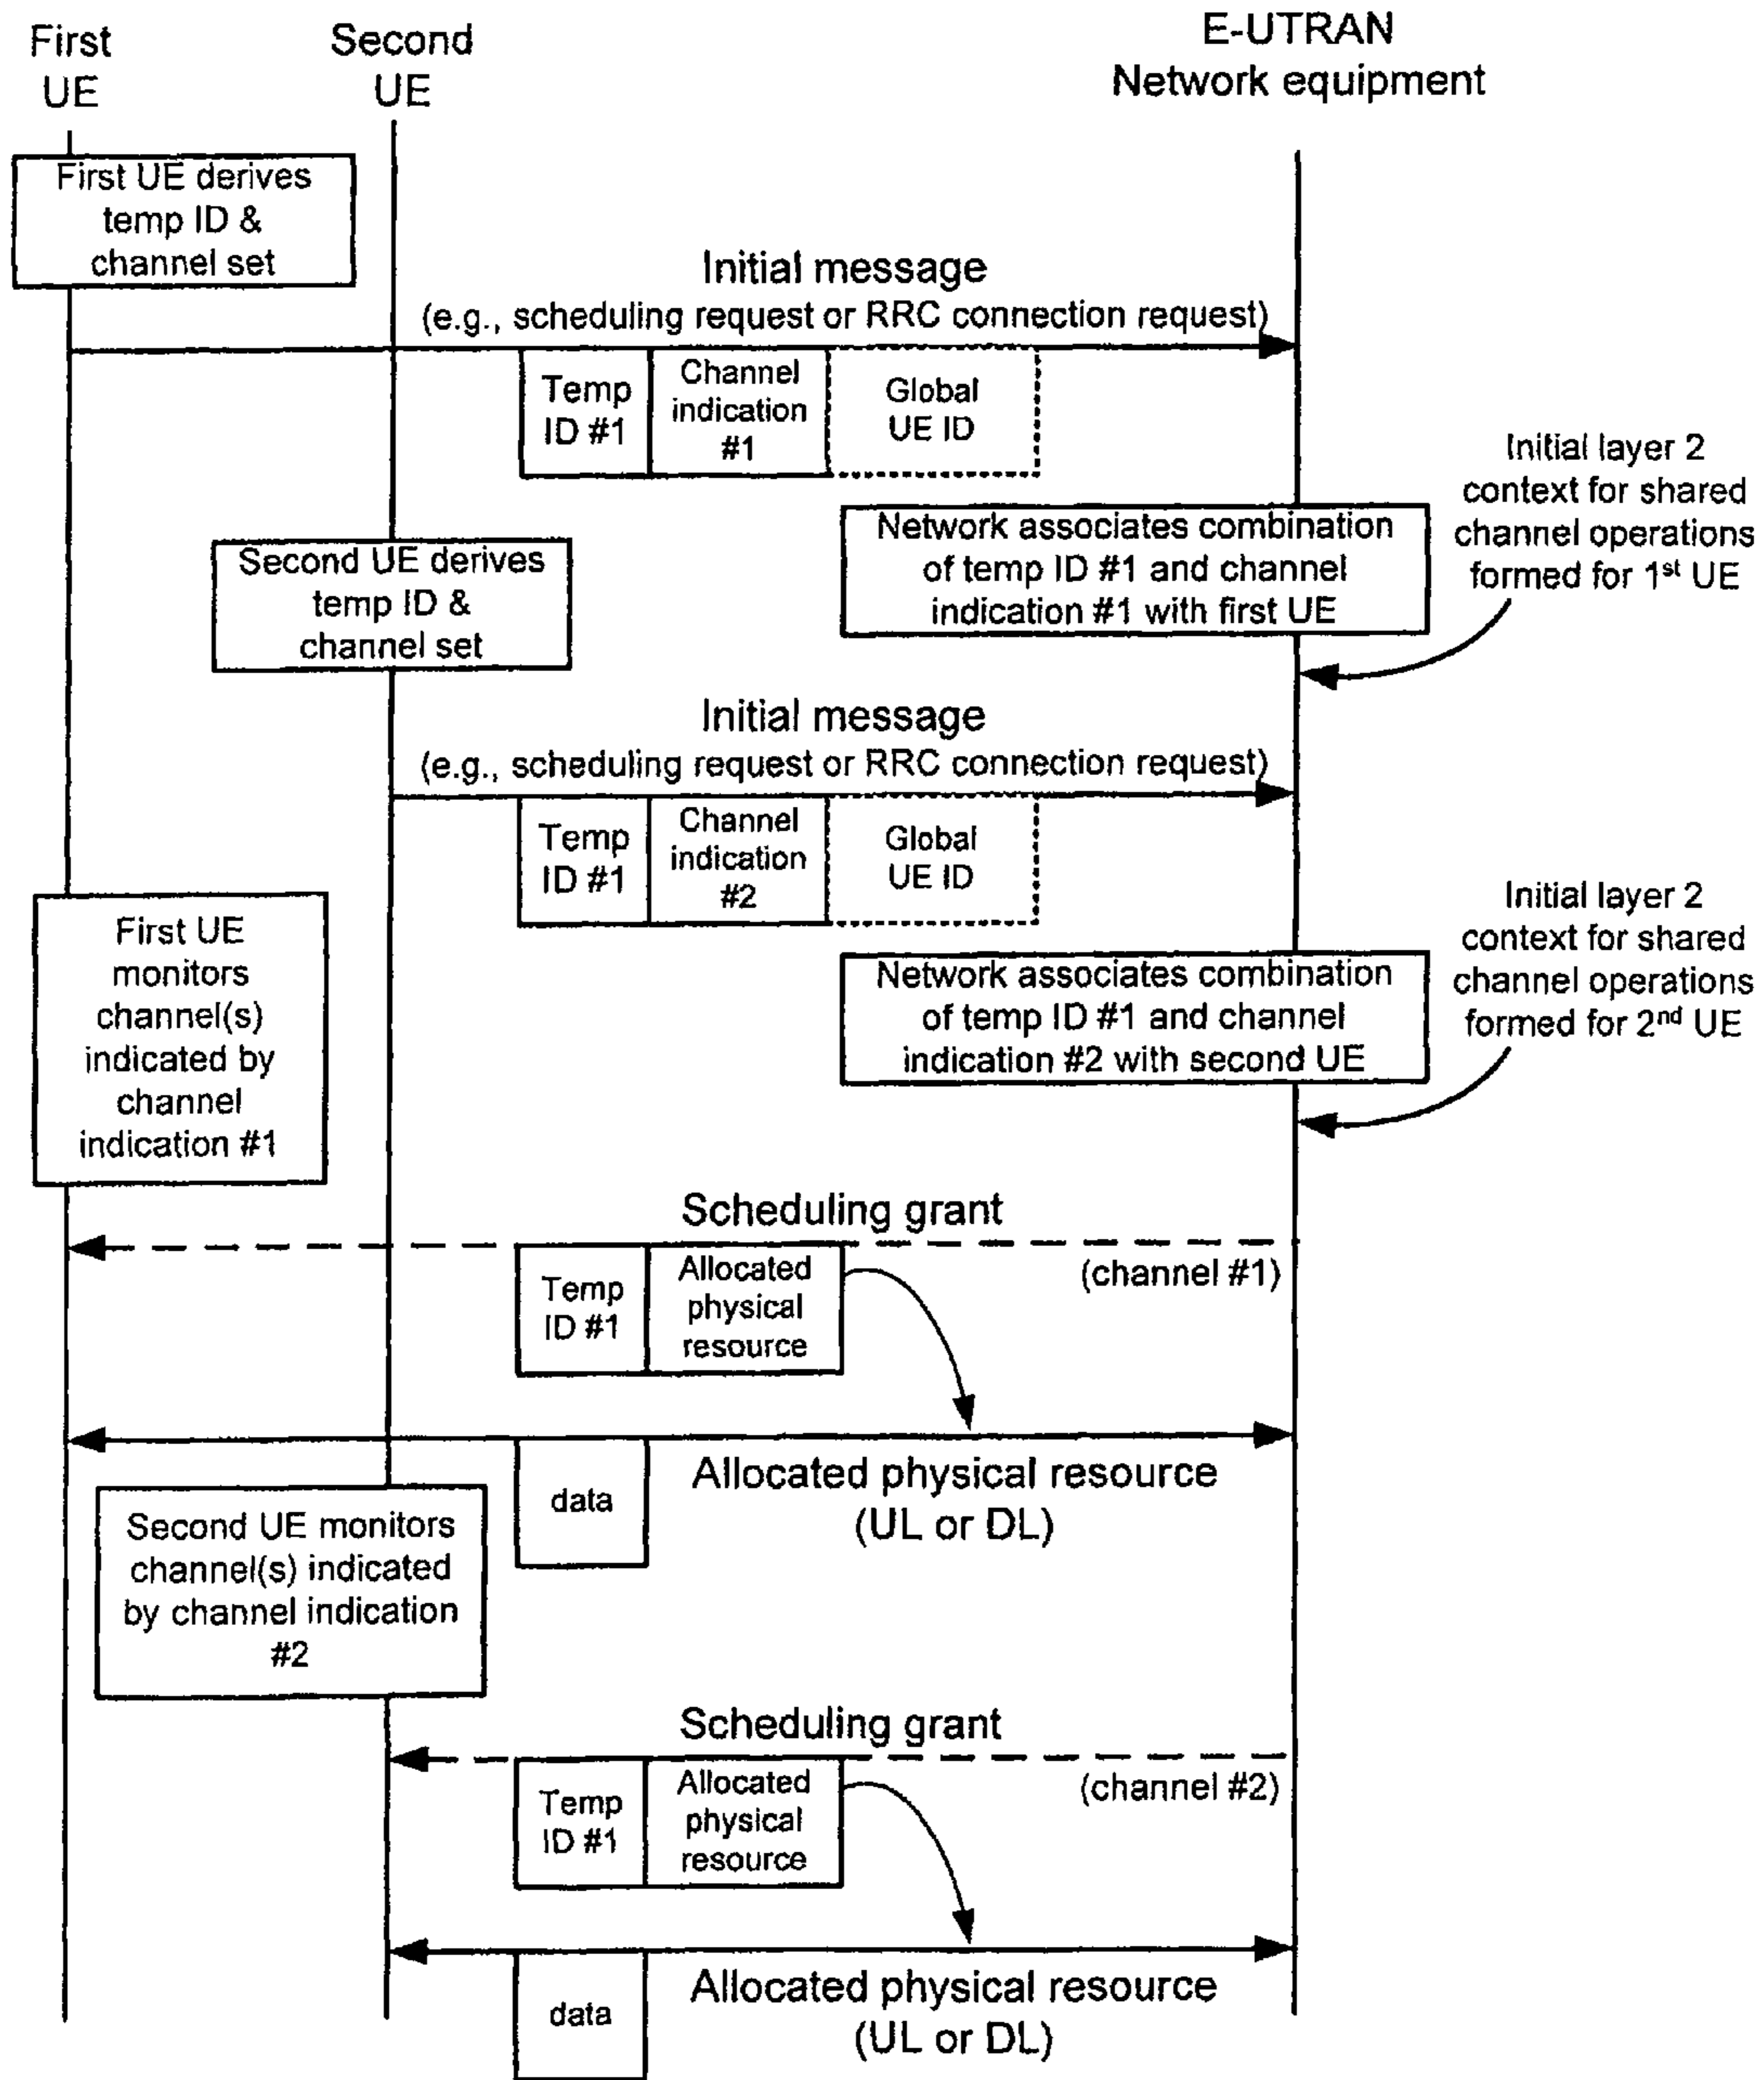 First
UE
Second
UE
E-UTRAN
Network equipment
First UE derives
temp ID &
channel set
Initial message
(e.g., scheduling request or RRC connection request)
Temp
ID #1
Channel
indication
#1
Global
UE ID
Initial layer 2
context for shared
channel operations
formed for 1st UE
Network associates combination
of temp ID #1 and channel
indication #1 with first UE
Second UE derives
temp ID &
channel set
Initial message
(e.g., scheduling request or RRC connection request)
Temp
ID #1
Channel
indication
#2
Global
UE ID
First UE
monitors
channel(s)
indicated by
channel
indication #1
Initial layer 2
context for shared
channel operations
formed for 2nd UE
Network associates combination
of temp ID #1 and channel
indication #2 with second UE
Scheduling grant
(channel #1)
Temp
ID #1
Allocated
physical
resource
data
Allocated physical resource
(UL or DL)
Second UE monitors
channel(s) indicated
by channel indication
#2
Scheduling grant
(channel #2)
Temp
ID #1
Allocated
physical
resource
data
Allocated physical resource
(UL or DL)